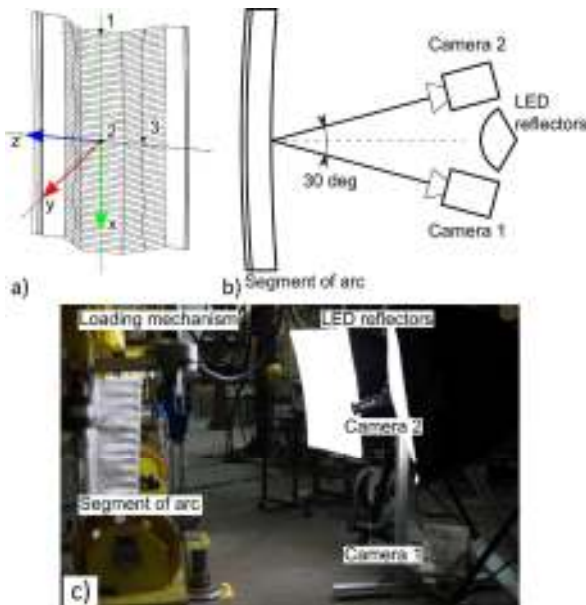 1
2
3
z
y
x
a)
Camera 2
LED
reflectors
30 deg
Camera 1
Segment of arc
b)
Loading mechanism
LED reflectors
Camera 2
Segment of arc
Camera 1
c)